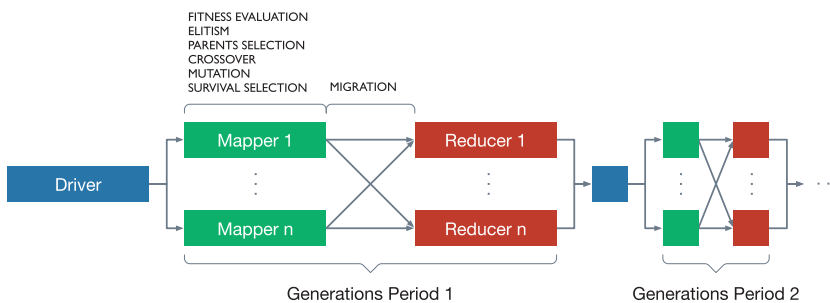 FITNESS EVALUATION
ELITISM
PARENTS SELECTION
CROSSOVER
MUTATION
SURVIVAL SELECTION
MIGRATION
Mapper 1
Reducer 1
Driver
Mapper n
Reducer n
Generations Period 1
Generations Period 2